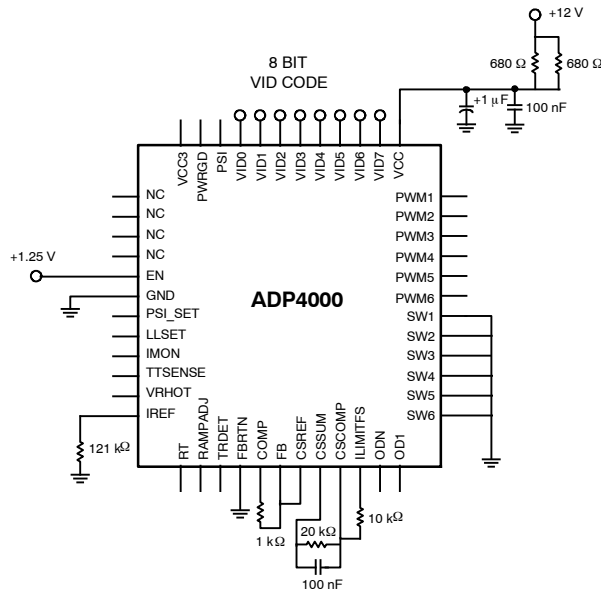 +12 V
680 Ω
680 Ω
8 BIT
VID CODE
+1 μF
100 nF
VCC3
PWRGD
PSI
VID0
VID1
VID2
VID3
VID4
VID5
VID6
VID7
VCC
NC
NC
NC
NC
+1.25 V
EN
GND
PSI_SET
LLSET
IMON
TTSENSE
VRHOT
IREF
121 kΩ
ADP4000
PWM1
PWM2
PWM3
PWM4
PWM5
PWM6
SW1
SW2
SW3
SW4
SW5
SW6
RT
RAMPADJ
TRDET
FBRTN
COMP
FB
CSREF
CSSUM
CSCOMP
ILIMITFS
ODN
OD1
1 kΩ
20 kΩ
10 kΩ
100 nF